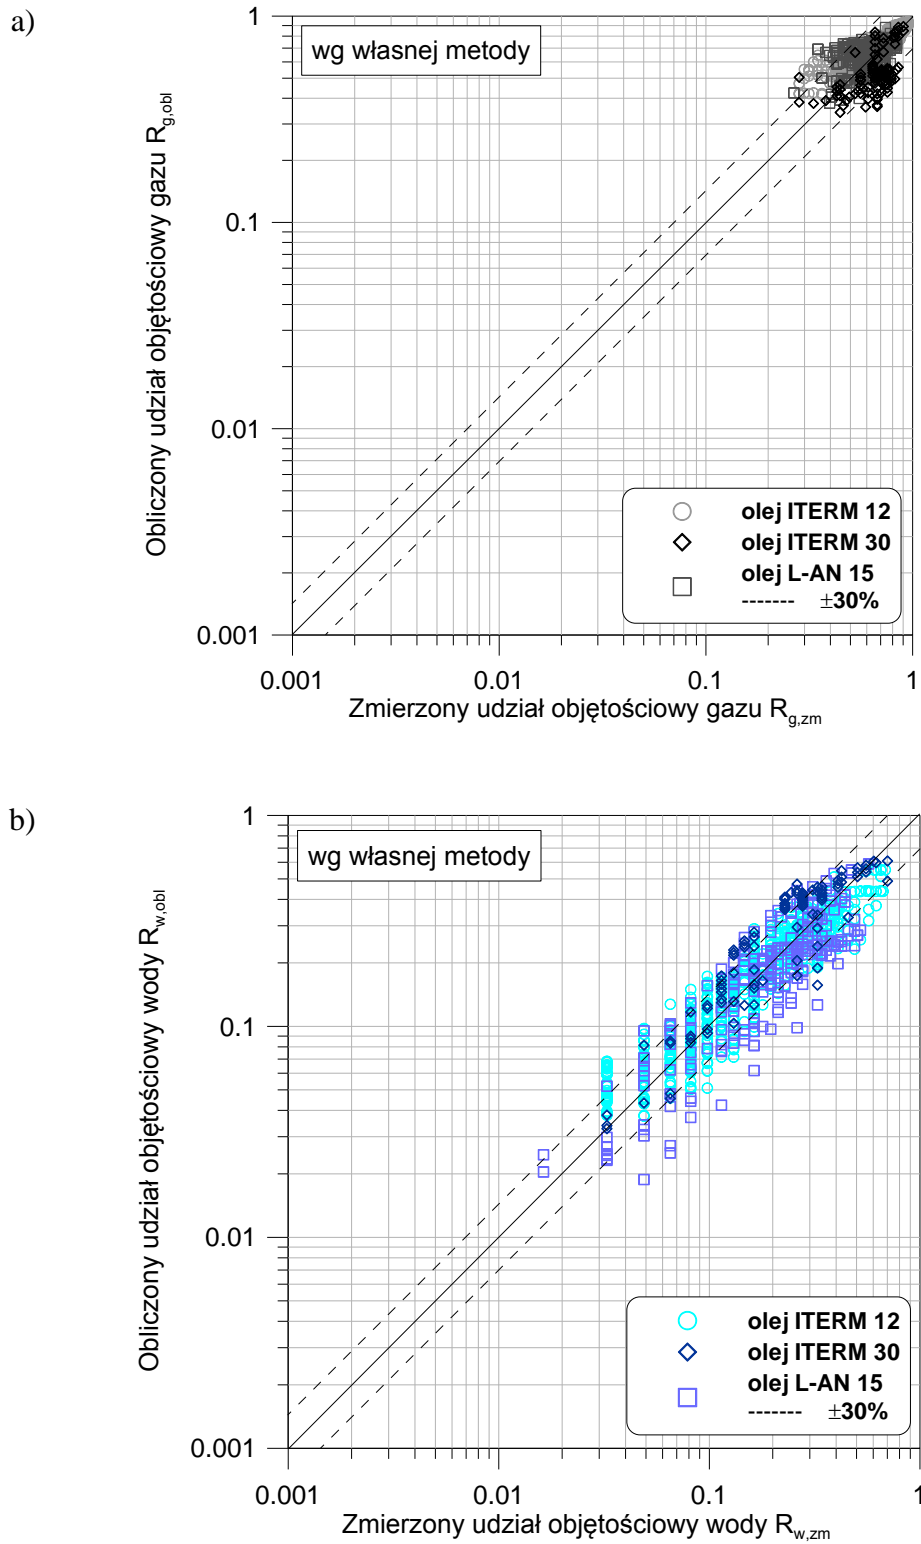 a)
1
wg własnej metody
Obliczony udział objętościowy gazu R_g,obl
0.1
0.01
olej ITERM 12
olej ITERM 30
olej L-AN 15
------- ±30%
0.001
0.001 0.01 0.1 1
Zmierzony udział objętościowy gazu R_g,zm
b)
1
wg własnej metody
Obliczony udział objętościowy wody R_w,obl
0.1
0.01
olej ITERM 12
olej ITERM 30
olej L-AN 15
------- ±30%
0.001
0.001 0.01 0.1 1
Zmierzony udział objętościowy wody R_w,zm